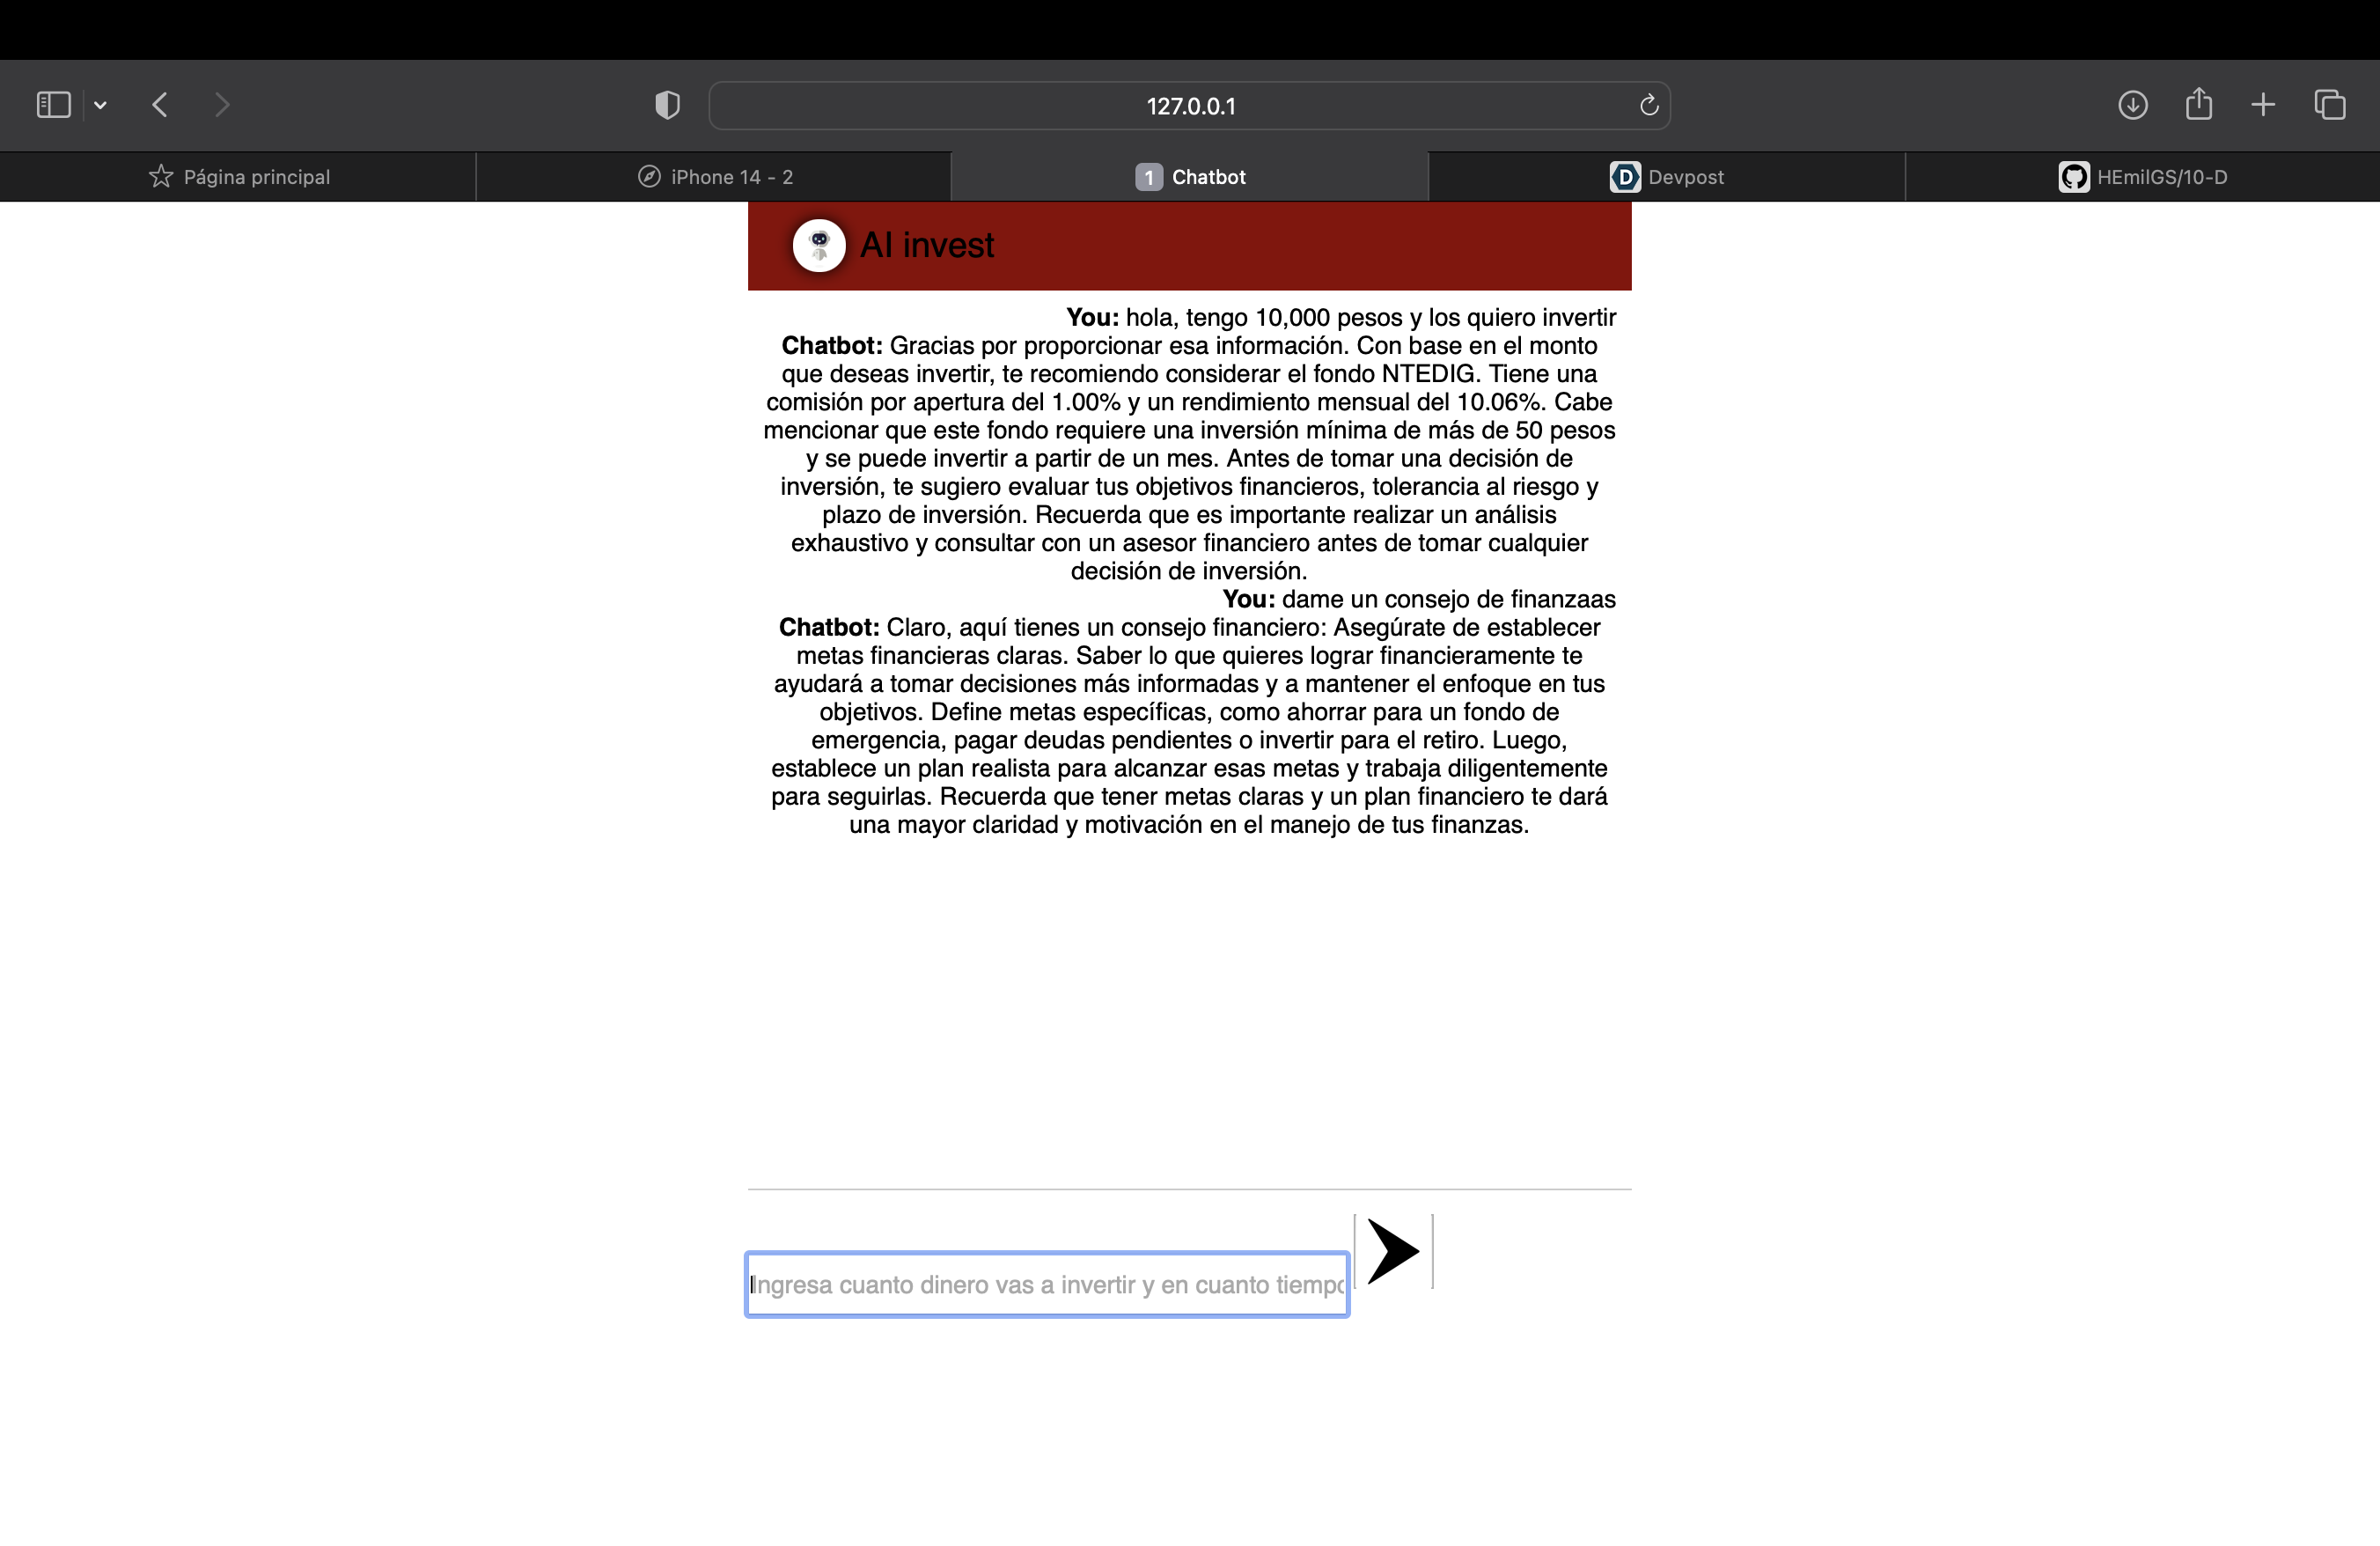 127.0.0.1
Página principal
iPhone 14 - 2
1 Chatbot
D Devpost
HEmilGS/10-D
AI invest
You: hola, tengo 10,000 pesos y los quiero invertir
Chatbot: Gracias por proporcionar esa información. Con base en el monto
que deseas invertir, te recomiendo considerar el fondo NTEDIG. Tiene una
comisión por apertura del 1.00% y un rendimiento mensual del 10.06%. Cabe
mencionar que este fondo requiere una inversión mínima de más de 50 pesos
y se puede invertir a partir de un mes. Antes de tomar una decisión de
inversión, te sugiero evaluar tus objetivos financieros, tolerancia al riesgo y
plazo de inversión. Recuerda que es importante realizar un análisis
exhaustivo y consultar con un asesor financiero antes de tomar cualquier
decisión de inversión.
You: dame un consejo de finanzaas
Chatbot: Claro, aquí tienes un consejo financiero: Asegúrate de establecer
metas financieras claras. Saber lo que quieres lograr financieramente te
ayudará a tomar decisiones más informadas y a mantener el enfoque en tus
objetivos. Define metas específicas, como ahorrar para un fondo de
emergencia, pagar deudas pendientes o invertir para el retiro. Luego,
establece un plan realista para alcanzar esas metas y trabaja diligentemente
para seguirlas. Recuerda que tener metas claras y un plan financiero te dará
una mayor claridad y motivación en el manejo de tus finanzas.
Ingresa cuanto dinero vas a invertir y en cuanto tiempo